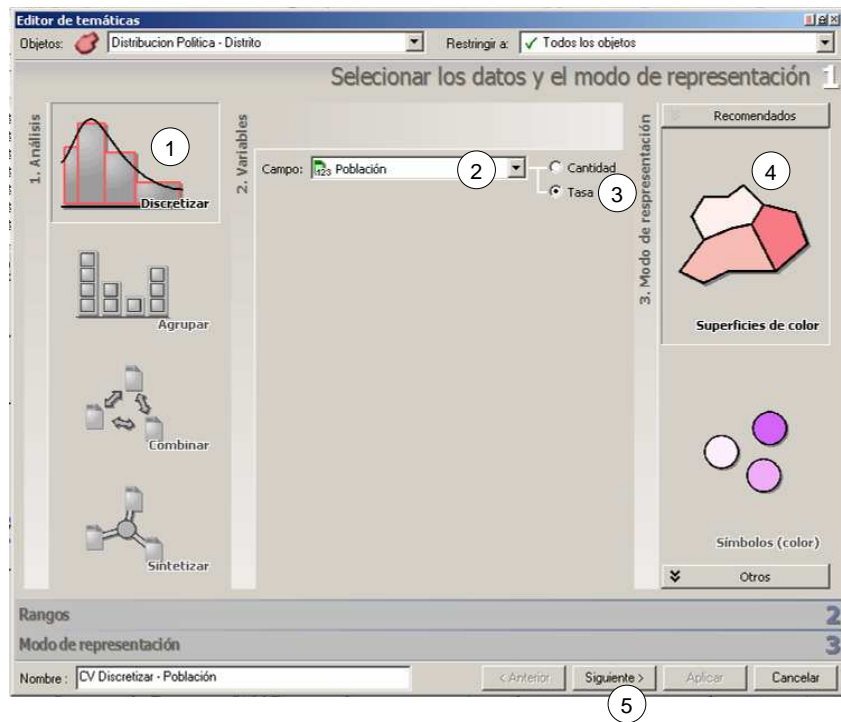 Editor de temáticas
Objetos: Distribucion Politica - Distrito
Restringir a: Todos los objetos
Selecionar los datos y el modo de representación 1
1. Análisis
1
Discretizar
Agrupar
Combinar
Sintetizar
2. Variables
Campo: 123 Población
2
Cantidad
Tasa
3
3. Modo de respresentación
Recomendados
4
Superficies de color
Símbolos (color)
Otros
Rangos 2
Modo de representación 3
Nombre : CV Discretizar - Población
< Anterior
Siguiente >
Aplicar
Cancelar
5